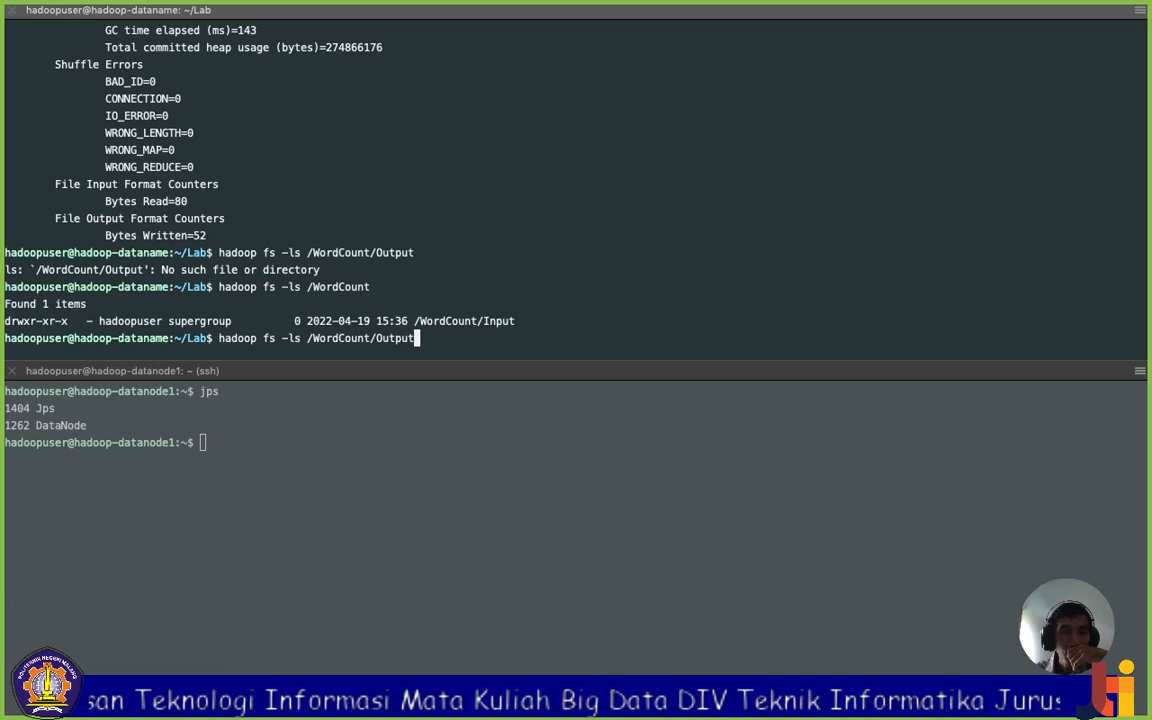 hadoopuser@hadoop-dataname: ~/Lab
GC time elapsed (ms)=143
Total committed heap usage (bytes)=274866176
Shuffle Errors
BAD_ID=0
CONNECTION=0
IO_ERROR=0
WRONG_LENGTH=0
WRONG_MAP=0
WRONG_REDUCE=0
File Input Format Counters
Bytes Read=80
File Output Format Counters
Bytes Written=52
hadoopuser@hadoop-dataname:~/Lab$ hadoop fs -ls /WordCount/Output
ls: `/WordCount/Output': No such file or directory
hadoopuser@hadoop-dataname:~/Lab$ hadoop fs -ls /WordCount
Found 1 items
drwxr-xr-x   - hadoopuser supergroup          0 2022-04-19 15:36 /WordCount/Input
hadoopuser@hadoop-dataname:~/Lab$ hadoop fs -ls /WordCount/Output
hadoopuser@hadoop-datanode1: ~ (ssh)
hadoopuser@hadoop-datanode1:~$ jps
1404 Jps
1262 DataNode
hadoopuser@hadoop-datanode1:~$
san Teknologi Informasi Mata Kuliah Big Data DIV Teknik Informatika Jurus